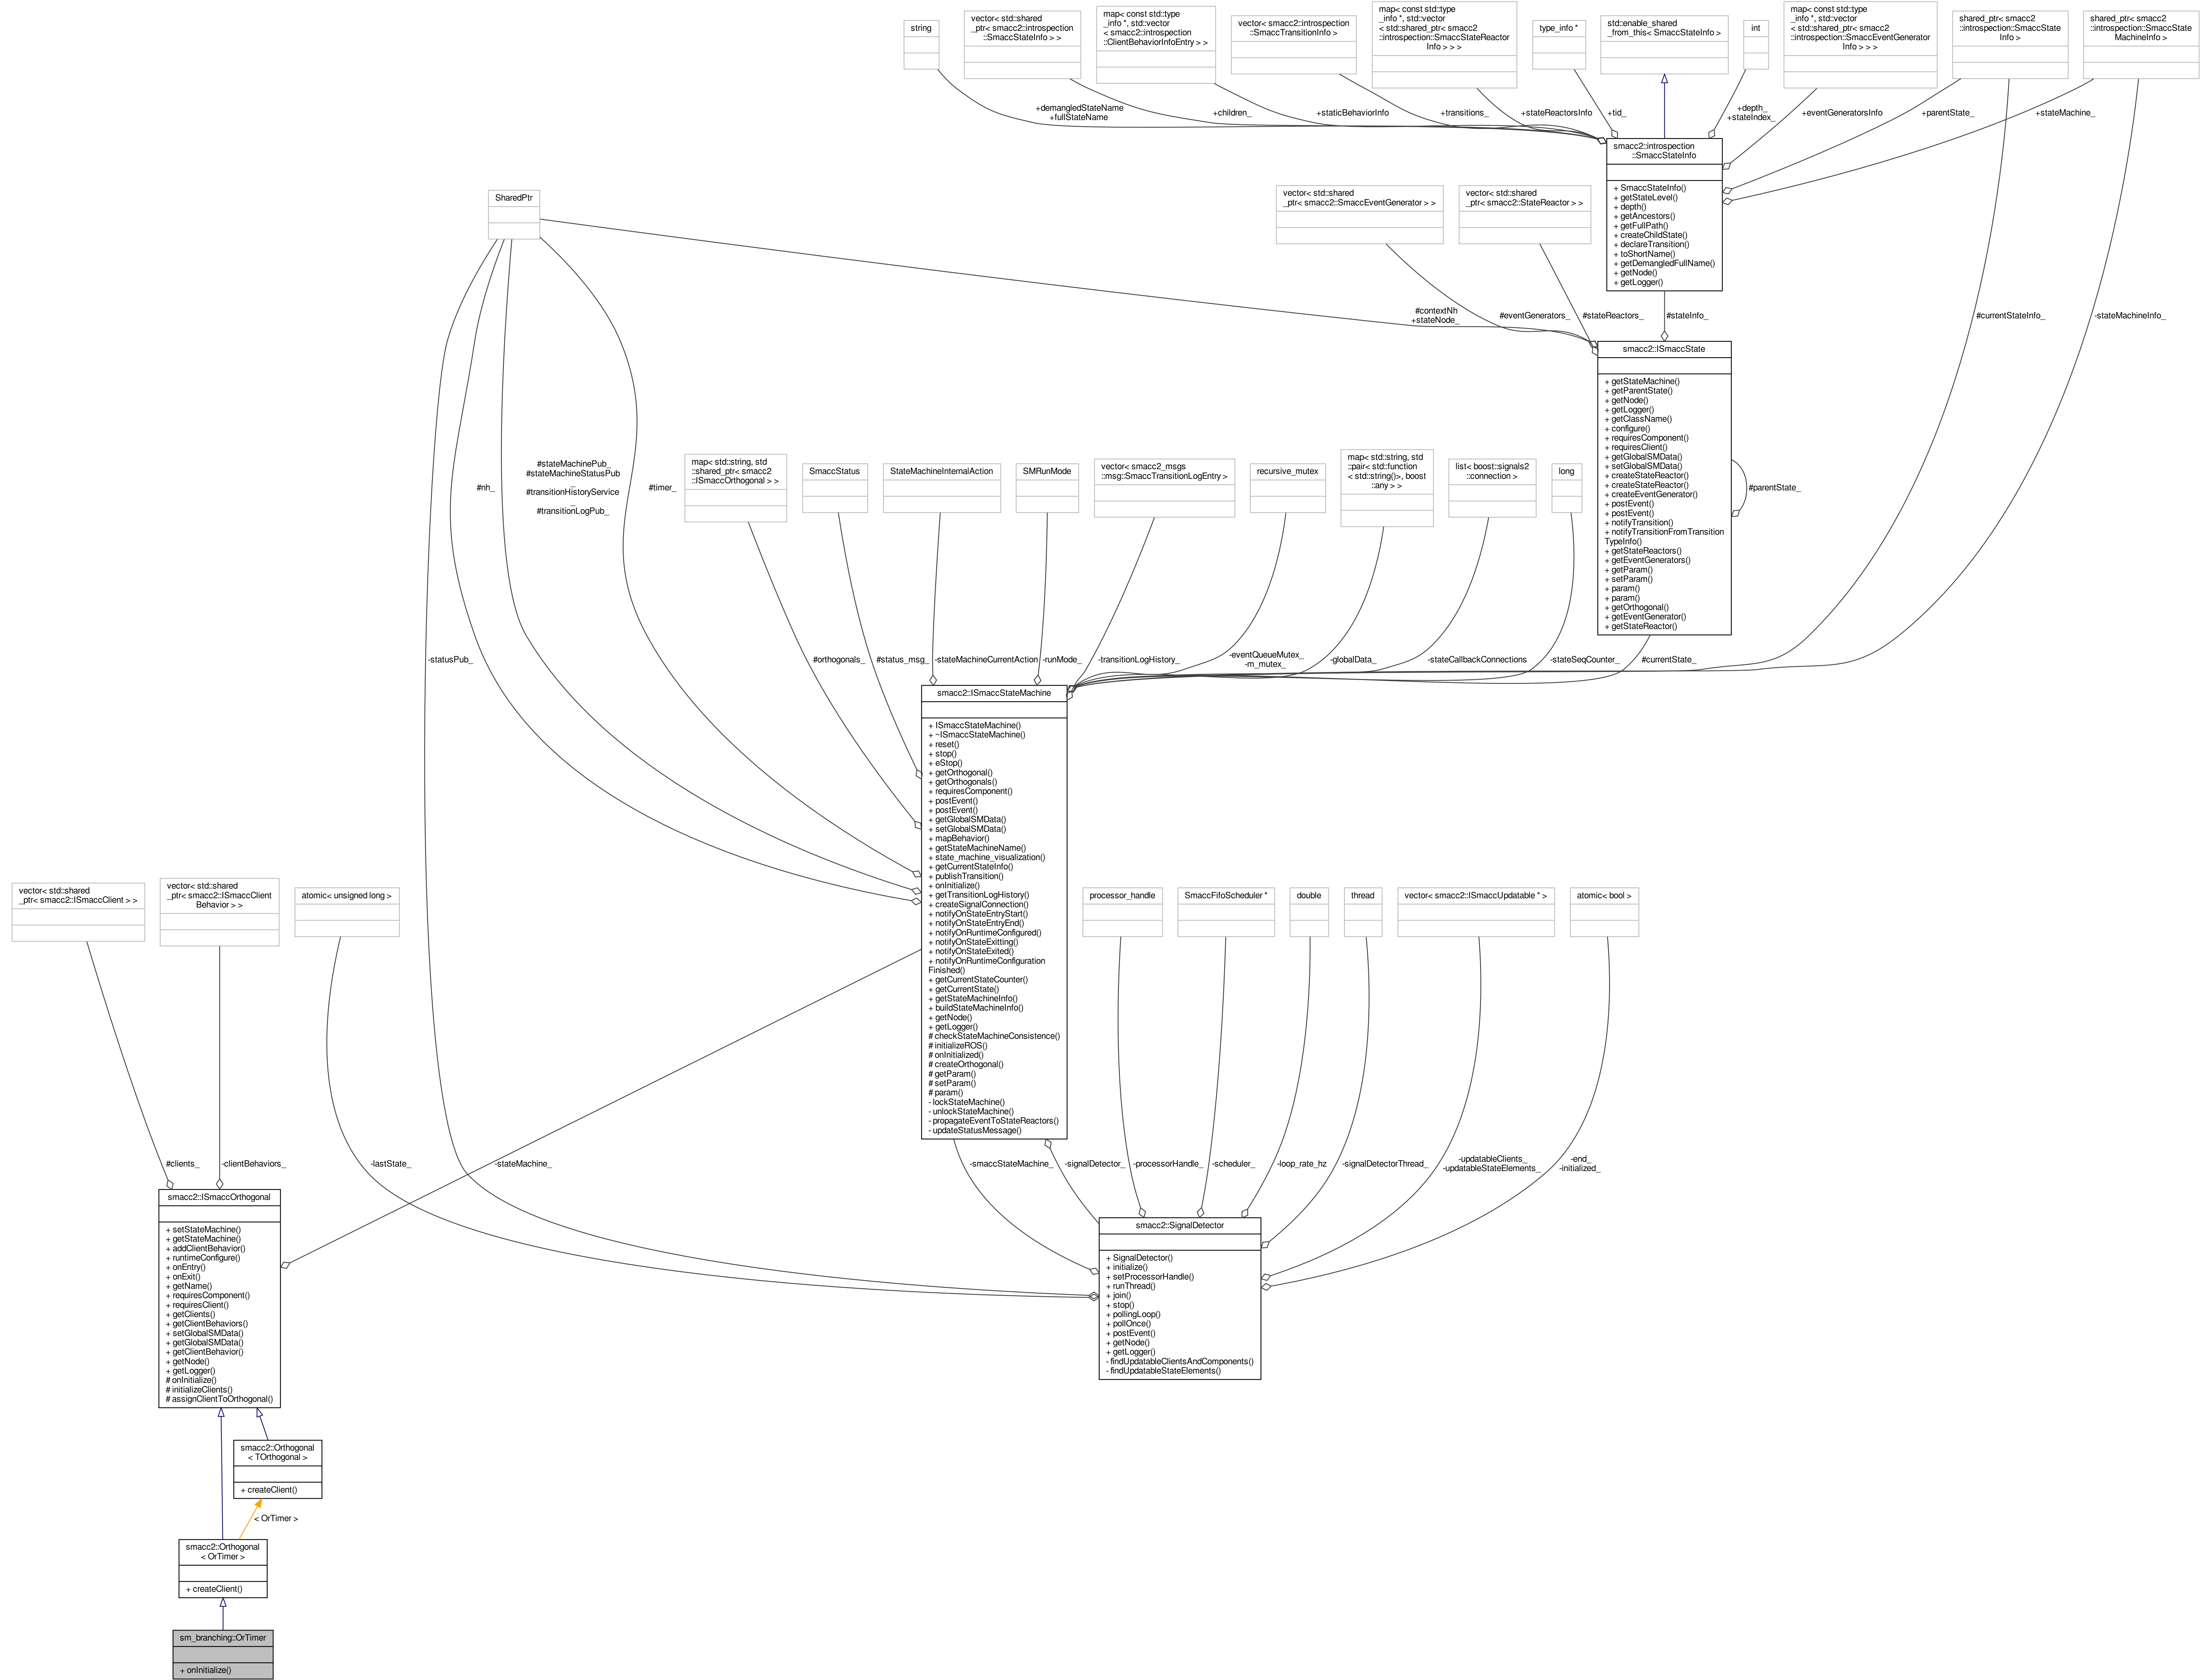 string
vector< std::shared
_ptr< smacc2::introspection
::SmaccStateInfo > >
map< const std::type
_info *, std::vector
< smacc2::introspection
::ClientBehaviorInfoEntry > >
vector< smacc2::introspection
::SmaccTransitionInfo >
map< const std::type
_info *, std::vector
< std::shared_ptr< smacc2
::introspection::SmaccStateReactor
Info > > >
type_info *
std::enable_shared
_from_this< SmaccStateInfo >
int
map< const std::type
_info *, std::vector
< std::shared_ptr< smacc2
::introspection::SmaccEventGenerator
Info > > >
shared_ptr< smacc2
::introspection::SmaccState
Info >
shared_ptr< smacc2
::introspection::SmaccState
MachineInfo >
+demangledStateName
+fullStateName
+children_
+staticBehaviorInfo
+transitions_
+stateReactorsInfo
+tid_
+depth_
+stateIndex_
+eventGeneratorsInfo
+parentState_
+stateMachine_
smacc2::introspection
::SmaccStateInfo
+ SmaccStateInfo()
+ getStateLevel()
+ depth()
+ getAncestors()
+ getFullPath()
+ createChildState()
+ declareTransition()
+ toShortName()
+ getDemangledFullName()
+ getNode()
+ getLogger()
SharedPtr
vector< std::shared
_ptr< smacc2::SmaccEventGenerator > >
vector< std::shared
_ptr< smacc2::StateReactor > >
#contextNh
+stateNode_
#eventGenerators_
#stateReactors_
#stateInfo_
#currentStateInfo_
-stateMachineInfo_
smacc2::ISmaccState
+ getStateMachine()
+ getParentState()
+ getNode()
+ getLogger()
+ getClassName()
+ configure()
+ requiresComponent()
+ requiresClient()
+ getGlobalSMData()
+ setGlobalSMData()
+ createStateReactor()
+ createStateReactor()
+ createEventGenerator()
+ postEvent()
+ postEvent()
+ notifyTransition()
+ notifyTransitionFromTransition
TypeInfo()
+ getStateReactors()
+ getEventGenerators()
+ getParam()
+ setParam()
+ param()
+ param()
+ getOrthogonal()
+ getEventGenerator()
+ getStateReactor()
#parentState_
#nh_
#stateMachinePub_
#stateMachineStatusPub
_
#transitionHistoryService
_
#transitionLogPub_
#timer_
map< std::string, std
::shared_ptr< smacc2
::ISmaccOrthogonal > >
SmaccStatus
StateMachineInternalAction
SMRunMode
vector< smacc2_msgs
::msg::SmaccTransitionLogEntry >
recursive_mutex
map< std::string, std
::pair< std::function
< std::string()>, boost
::any > >
list< boost::signals2
::connection >
long
-statusPub_
#orthogonals_
#status_msg_
-stateMachineCurrentAction
-runMode_
-transitionLogHistory_
-eventQueueMutex_
-m_mutex_
-globalData_
-stateCallbackConnections
-stateSeqCounter_
#currentState_
smacc2::ISmaccStateMachine
+ ISmaccStateMachine()
+ ~ISmaccStateMachine()
+ reset()
+ stop()
+ eStop()
+ getOrthogonal()
+ getOrthogonals()
+ requiresComponent()
+ postEvent()
+ postEvent()
+ getGlobalSMData()
+ setGlobalSMData()
+ mapBehavior()
+ getStateMachineName()
+ state_machine_visualization()
+ getCurrentStateInfo()
+ publishTransition()
+ onInitialize()
+ getTransitionLogHistory()
+ createSignalConnection()
+ notifyOnStateEntryStart()
+ notifyOnStateEntryEnd()
+ notifyOnRuntimeConfigured()
+ notifyOnStateExitting()
+ notifyOnStateExited()
+ notifyOnRuntimeConfiguration
Finished()
+ getCurrentStateCounter()
+ getCurrentState()
+ getStateMachineInfo()
+ buildStateMachineInfo()
+ getNode()
+ getLogger()
# checkStateMachineConsistence()
# initializeROS()
# onInitialized()
# createOrthogonal()
# getParam()
# setParam()
# param()
- lockStateMachine()
- unlockStateMachine()
- propagateEventToStateReactors()
- updateStatusMessage()
vector< std::shared
_ptr< smacc2::ISmaccClient > >
vector< std::shared
_ptr< smacc2::ISmaccClient
Behavior > >
atomic< unsigned long >
processor_handle
SmaccFifoScheduler *
double
thread
vector< smacc2::ISmaccUpdatable * >
atomic< bool >
#clients_
-clientBehaviors_
-lastState_
-stateMachine_
-smaccStateMachine_
-signalDetector_
-processorHandle_
-scheduler_
-loop_rate_hz
-signalDetectorThread_
-updatableClients_
-updatableStateElements_
-end_
-initialized_
smacc2::ISmaccOrthogonal
+ setStateMachine()
+ getStateMachine()
+ addClientBehavior()
+ runtimeConfigure()
+ onEntry()
+ onExit()
+ getName()
+ requiresComponent()
+ requiresClient()
+ getClients()
+ getClientBehaviors()
+ setGlobalSMData()
+ getGlobalSMData()
+ getClientBehavior()
+ getNode()
+ getLogger()
# onInitialize()
# initializeClients()
# assignClientToOrthogonal()
smacc2::SignalDetector
+ SignalDetector()
+ initialize()
+ setProcessorHandle()
+ runThread()
+ join()
+ stop()
+ pollingLoop()
+ pollOnce()
+ postEvent()
+ getNode()
+ getLogger()
- findUpdatableClientsAndComponents()
- findUpdatableStateElements()
smacc2::Orthogonal
< TOrthogonal >
+ createClient()
< OrTimer >
smacc2::Orthogonal
< OrTimer >
+ createClient()
sm_branching::OrTimer
+ onInitialize()